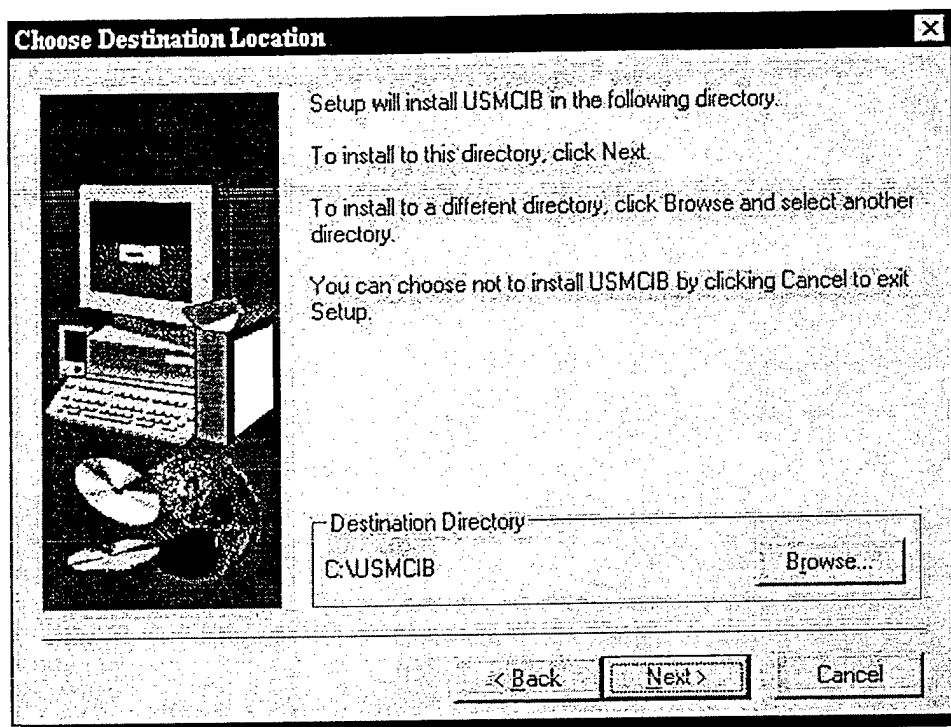 Choose Destination Location
Setup will install USMCIB in the following directory.
To install to this directory, click Next.
To install to a different directory, click Browse and select another
directory.
You can choose not to install USMCIB by clicking Cancel to exit
Setup.
Destination Directory
C:\USMCIB
Browse...
< Back
Next >
Cancel